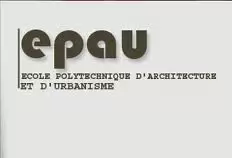 epau
ECOLE POLYTECHNIQUE D'ARCHITECTURE
ET D'URBANISME